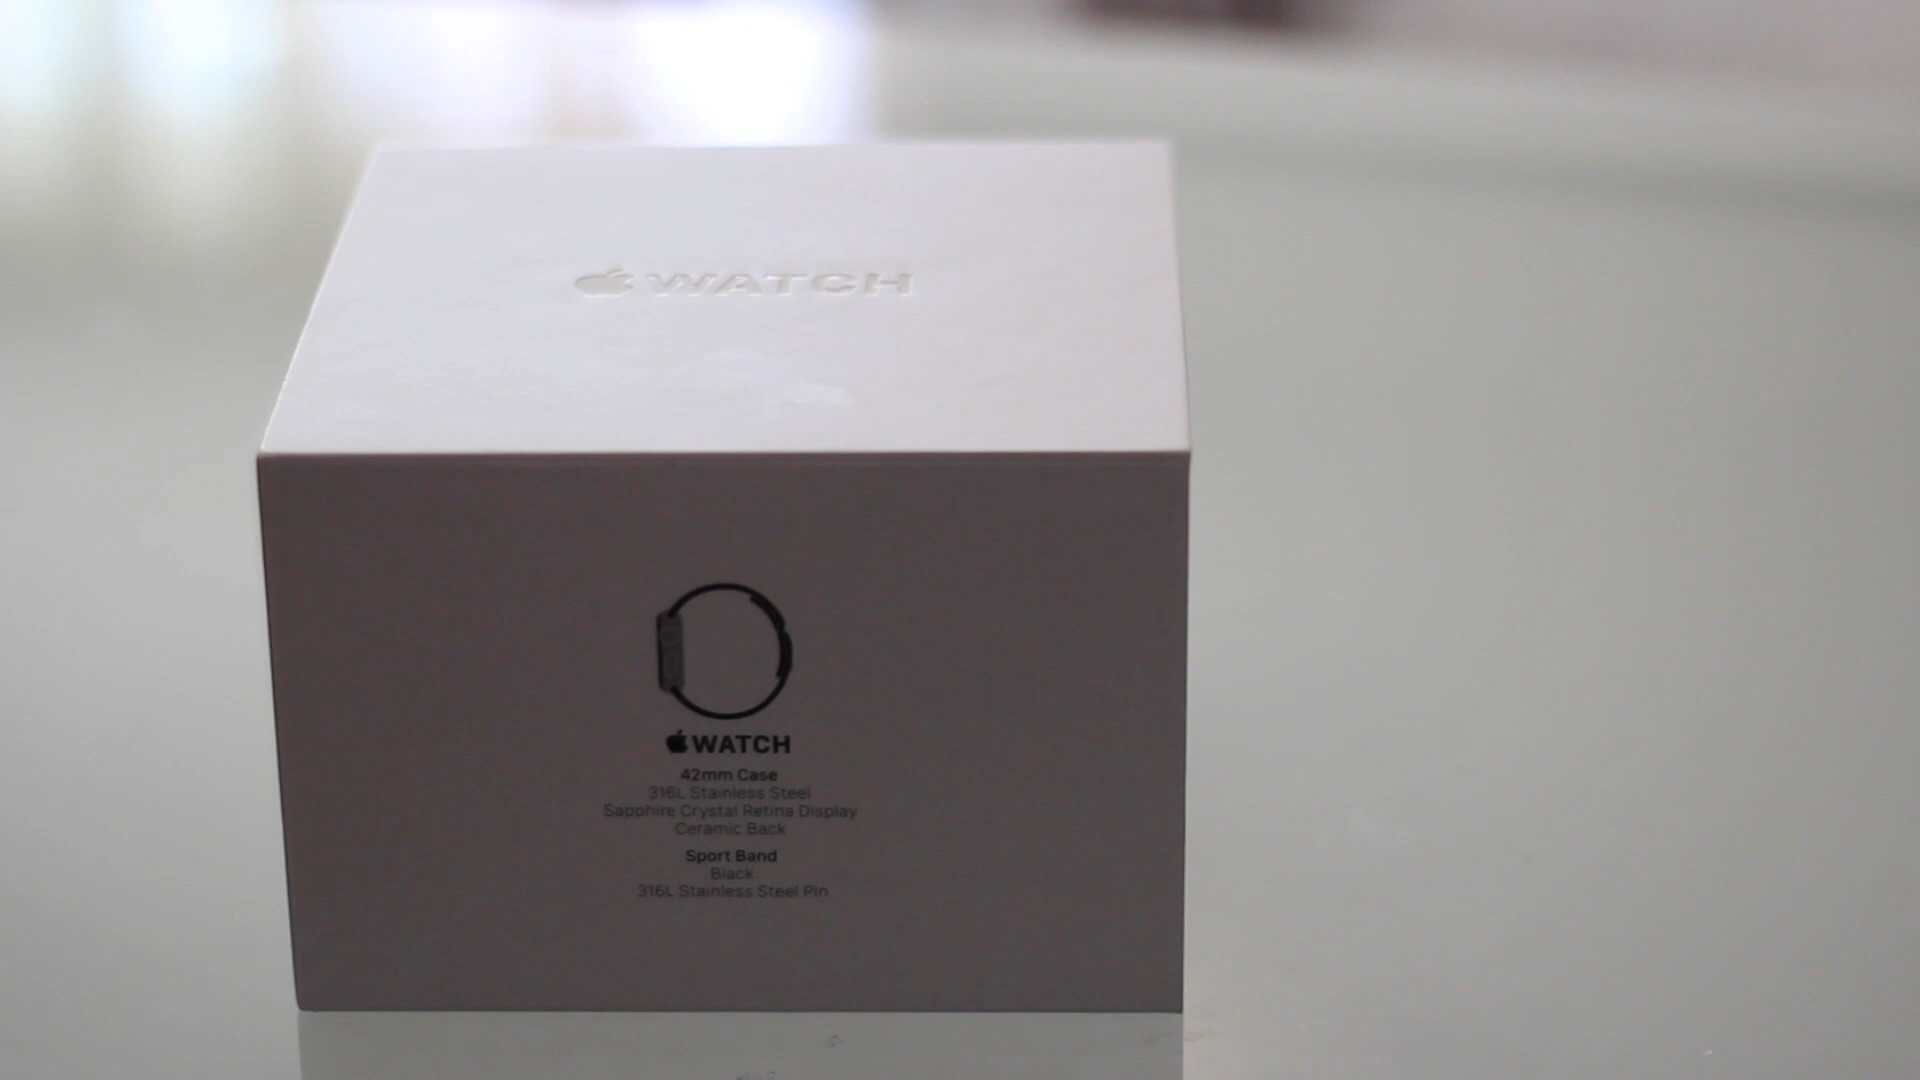 WATCH
WATCH
42mm Case
316L Stainless Steel
Sapphire Crystal Retina Display
Ceramic Back
Sport Band
Black
316L Stainless Steel Pin